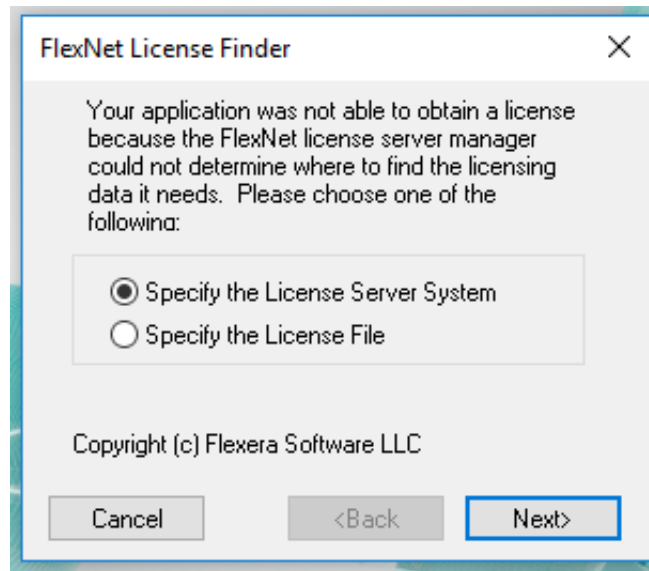 FlexNet License Finder
Your application was not able to obtain a license
because the FlexNet license server manager
could not determine where to find the licensing
data it needs.  Please choose one of the
following:
Specify the License Server System
Specify the License File
Copyright (c) Flexera Software LLC
Cancel
<Back
Next>